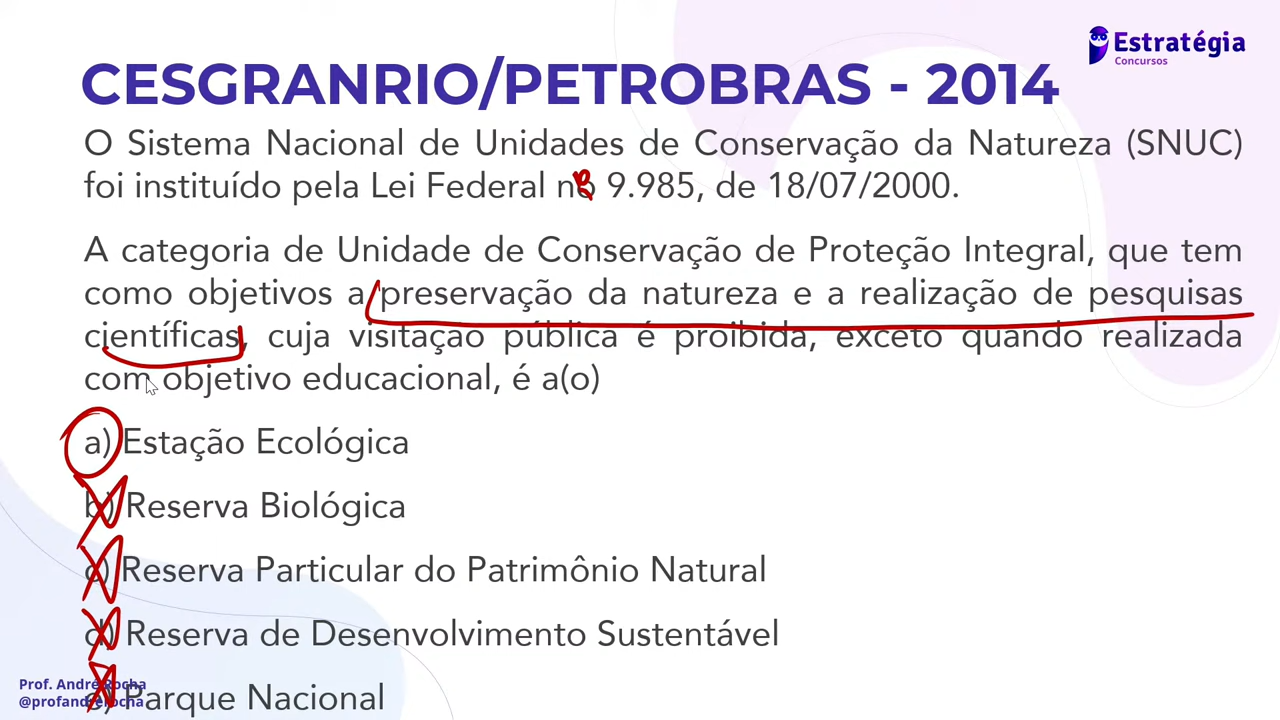 Estratégia
Concursos
CESGRANRIO/PETROBRAS - 2014
O Sistema Nacional de Unidades de Conservação da Natureza (SNUC)
foi instituído pela Lei Federal nº 9.985, de 18/07/2000.
A categoria de Unidade de Conservação de Proteção Integral, que tem
como objetivos a preservação da natureza e a realização de pesquisas
científicas, cuja visitação pública é proibida, exceto quando realizada
com objetivo educacional, é a(o)
a) Estação Ecológica
b) Reserva Biológica
c) Reserva Particular do Patrimônio Natural
d) Reserva de Desenvolvimento Sustentável
e) Parque Nacional
Prof. André Rocha
@profandrerocha